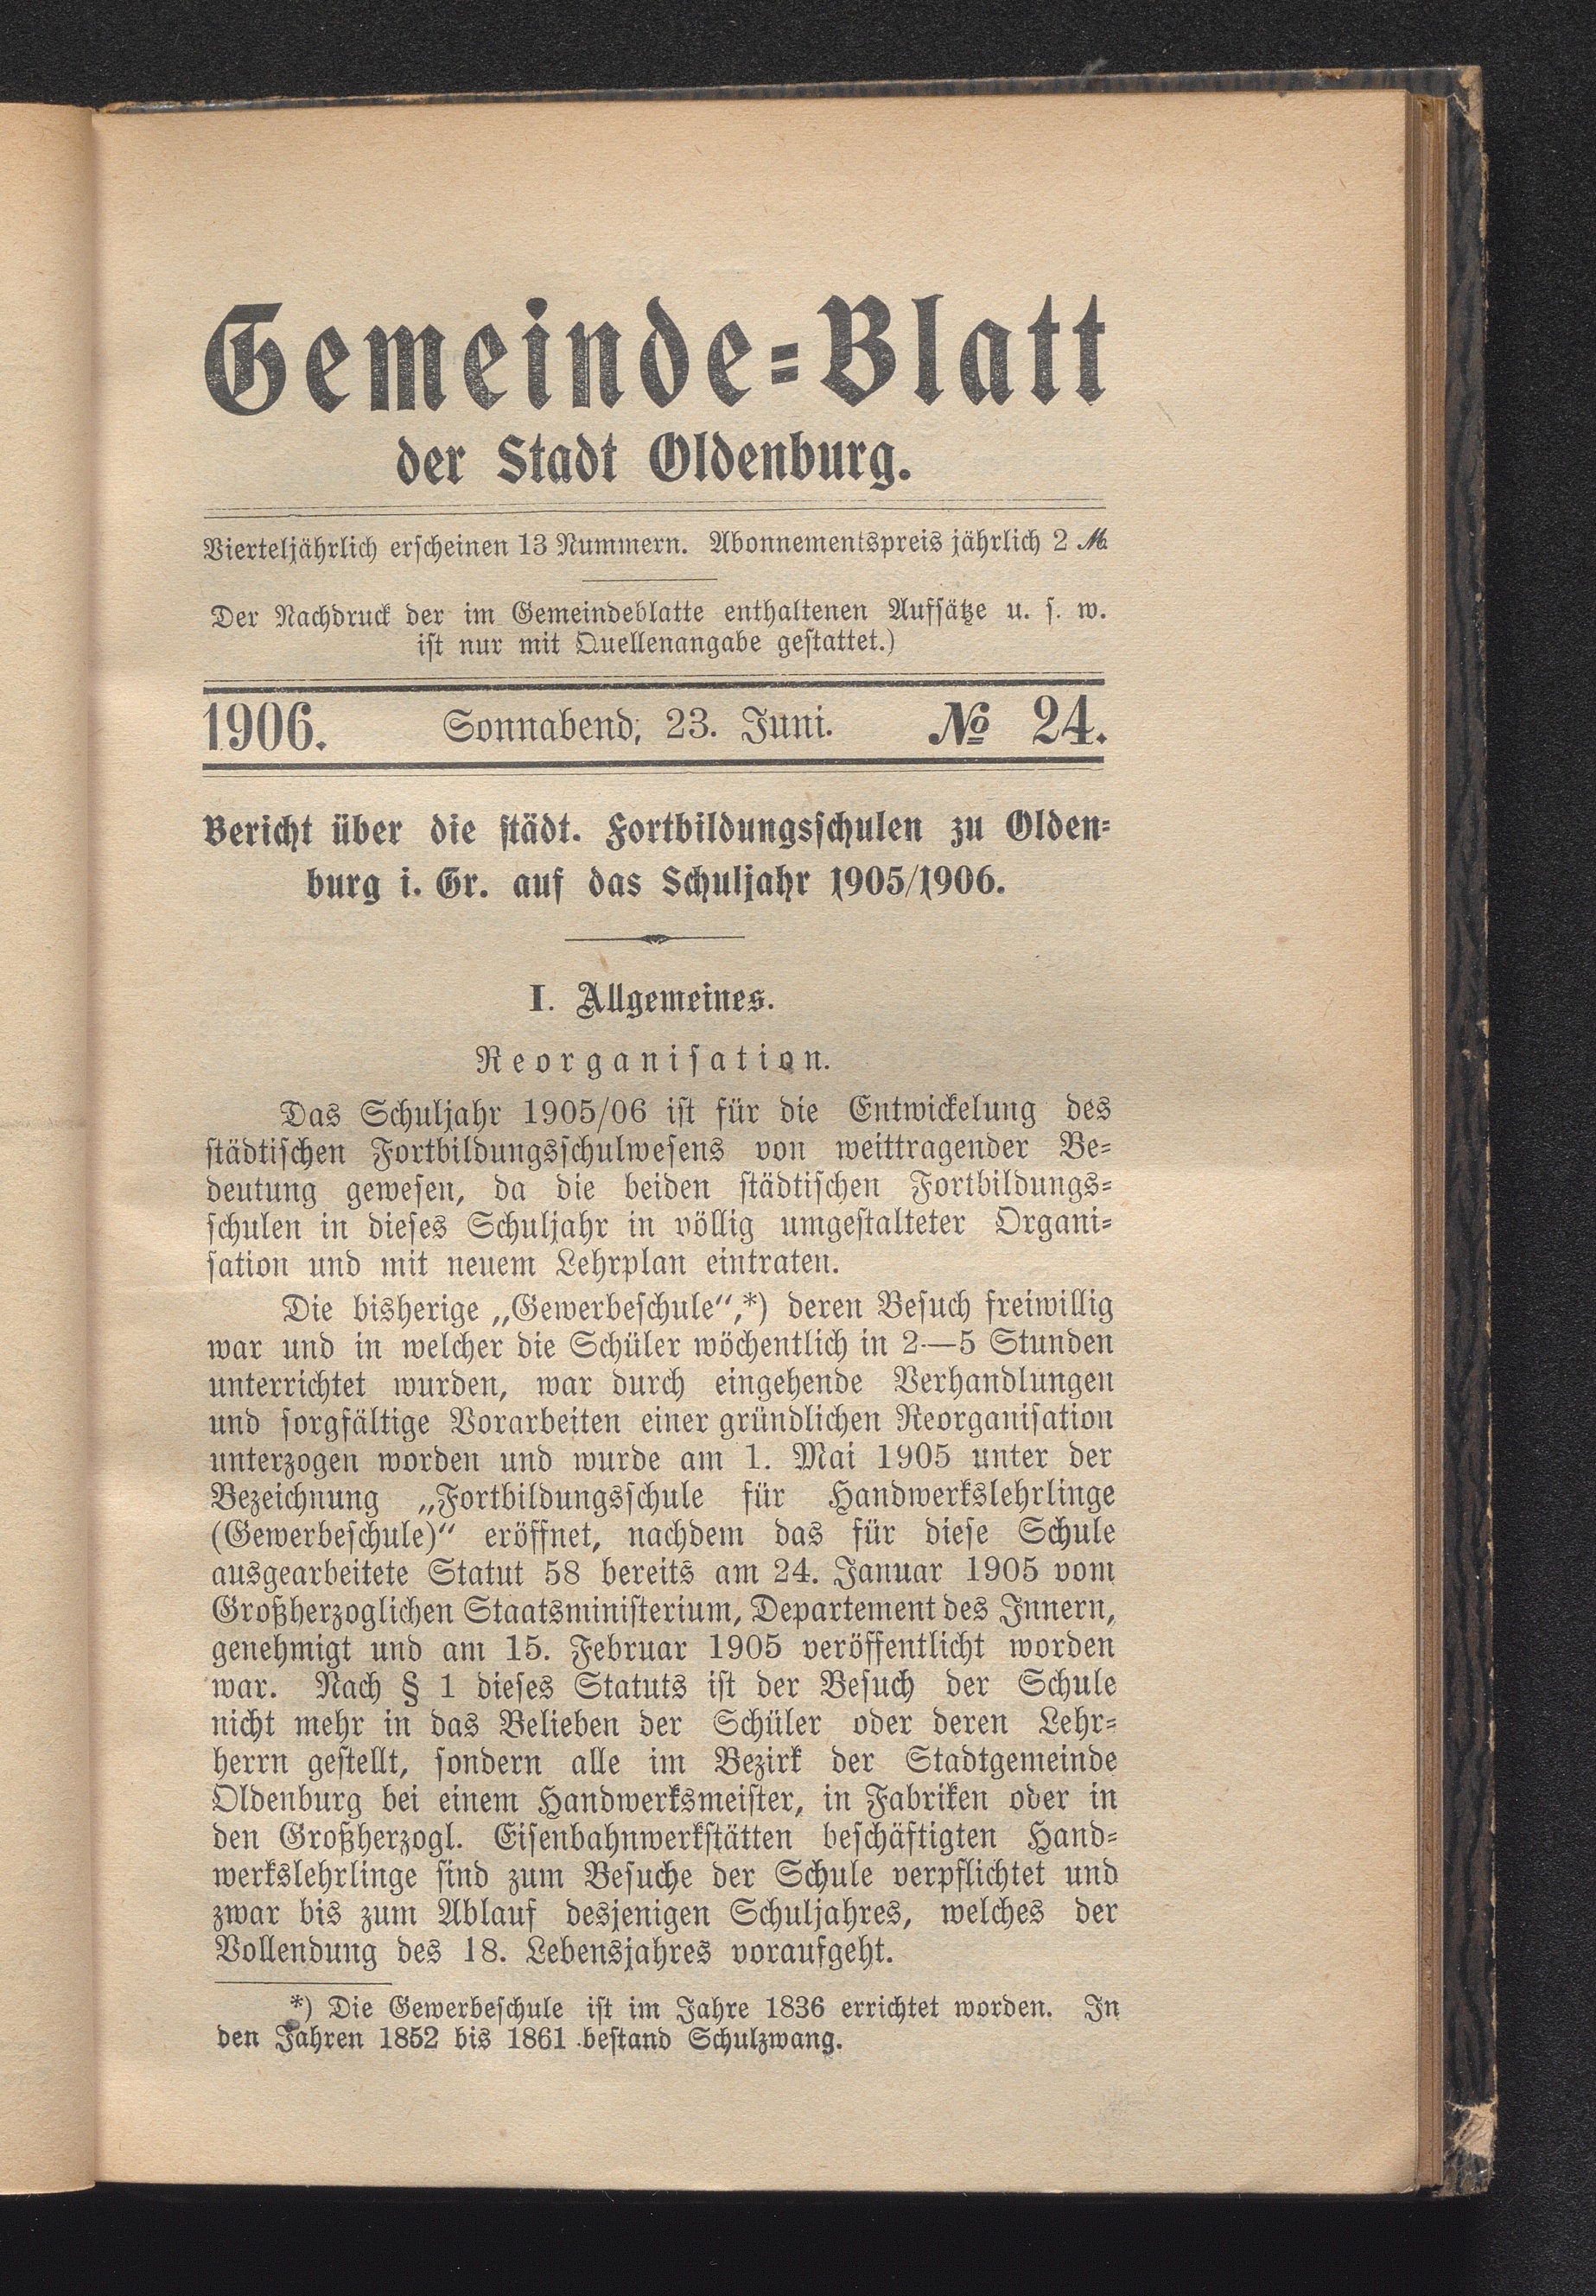 Gemeinde=Blatt
der Stadt Oldenburg.
Vierteljährlich erscheinen 13 Nummern. Abonnementspreis jährlich 2 ℳ
Der Nachdruck der im Gemeindeblatte enthaltenen Aufsätze u. s. w.
ist nur mit Quellenangabe gestattet.)
1906. Sonnabend, 23. Juni. № 24.
Bericht über die städt. Fortbildungsschulen zu Olden=
burg i. Gr. auf das Schuljahr 1905/1906.
I. Allgemeines.
Reorganisation.
Das Schuljahr 1905/06 ist für die Entwickelung des
städtischen Fortbildungsschulwesens von weittragender Be=
deutung gewesen, da die beiden städtischen Fortbildungs=
schulen in dieses Schuljahr in völlig umgestalteter Organi=
sation und mit neuem Lehrplan eintraten.
Die bisherige „Gewerbeschule“,*) deren Besuch freiwillig
war und in welcher die Schüler wöchentlich in 2—5 Stunden
unterrichtet wurden, war durch eingehende Verhandlungen
und sorgfältige Vorarbeiten einer gründlichen Reorganisation
unterzogen worden und wurde am 1. Mai 1905 unter der
Bezeichnung „Fortbildungsschule für Handwerkslehrlinge
(Gewerbeschule)“ eröffnet, nachdem das für diese Schule
ausgearbeitete Statut 58 bereits am 24. Januar 1905 vom
Großherzoglichen Staatsministerium, Departement des Innern,
genehmigt und am 15. Februar 1905 veröffentlicht worden
war. Nach § 1 dieses Statuts ist der Besuch der Schule
nicht mehr in das Belieben der Schüler oder deren Lehr=
herrn gestellt, sondern alle im Bezirk der Stadtgemeinde
Oldenburg bei einem Handwerksmeister, in Fabriken oder in
den Großherzogl. Eisenbahnwerkstätten beschäftigten Hand=
werkslehrlinge sind zum Besuche der Schule verpflichtet und
zwar bis zum Ablauf desjenigen Schuljahres, welches der
Vollendung des 18. Lebensjahres voraufgeht.
*) Die Gewerbeschule ist im Jahre 1836 errichtet worden. In
den Jahren 1852 bis 1861 bestand Schulzwang.